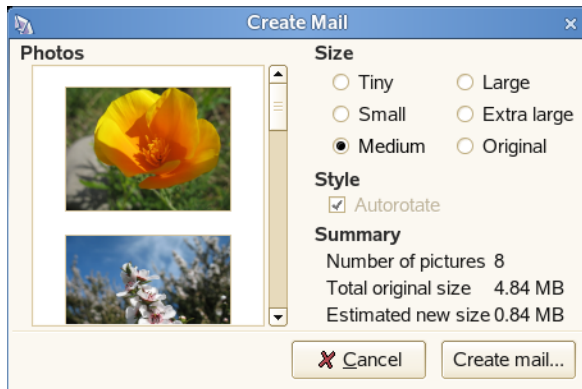 Create Mail
Photos
Size
Tiny
Large
Small
Extra large
Medium
Original
Style
Autorotate
Summary
Number of pictures 8
Total original size 4.84 MB
Estimated new size 0.84 MB
Cancel
Create mail...